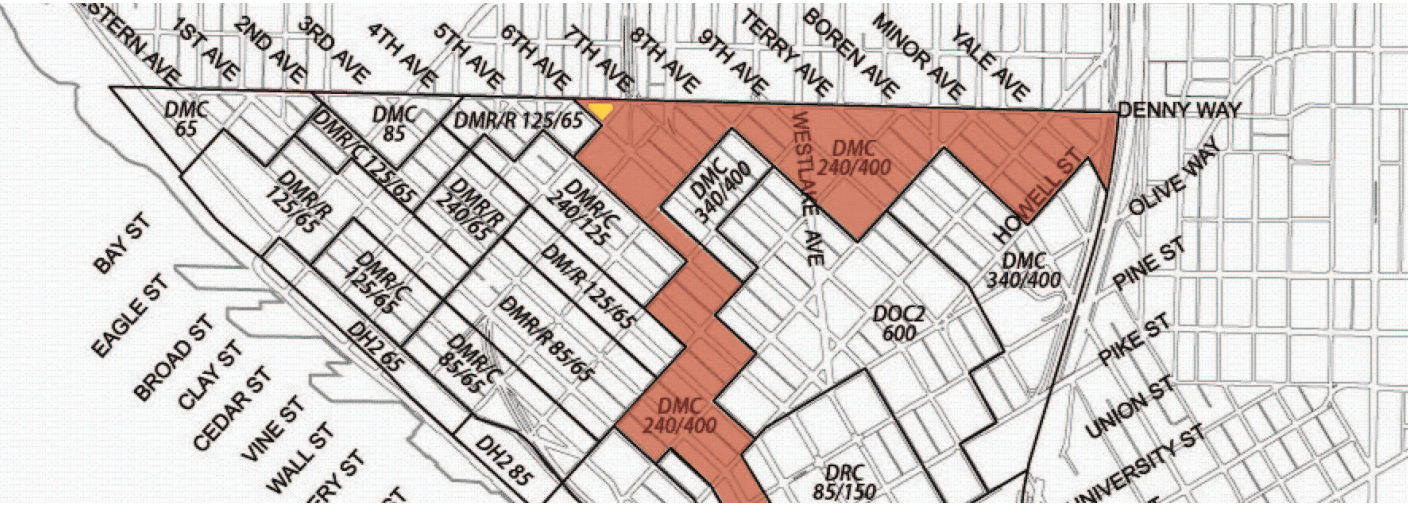 STERN AVE
1ST AVE
2ND AVE
3RD AVE
4TH AVE
5TH AVE
6TH AVE
7TH AVE
8TH AVE
9TH AVE
TERRY AVE
BOREN AVE
MINOR AVE
YALE AVE
DENNY WAY
DMC
65
DMC
85
DMR/R 125/65
DMR/C 125/65
DMC
240/400
WESTLAKE AVE
DMC
340/400
HOWELL ST
OLIVE WAY
DMR/R
125/65
DMR/R
240/65
DMR/C
240/125
BAY ST
DMR/C
125/65
DM/R 125/65
DMC
340/400
PINE ST
EAGLE ST
DOC2
600
DMR/R 85/65
PIKE ST
BROAD ST
DH2 65
DMR/C
85/65
CLAY ST
CEDAR ST
UNION ST
DMC
240/400
VINE ST
WALL ST
DH2 85
DRC
85/150
UNIVERSITY ST
ERY ST
ST